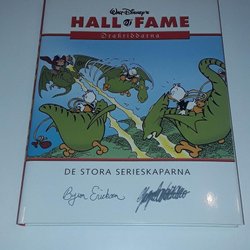 Walt Disney's
HALL of FAME
Drakriddarna
DE STORA SERIESKAPARNA
Byron Erickson